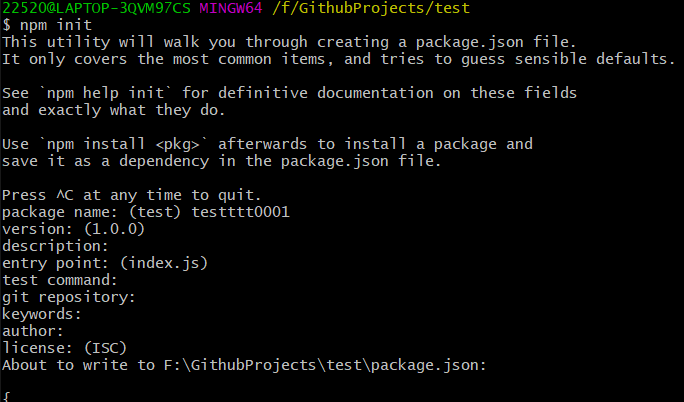 22520@LAPTOP-3QVM97CS MINGW64 /f/GithubProjects/test
$ npm init
This utility will walk you through creating a package.json file.
It only covers the most common items, and tries to guess sensible defaults.
See `npm help init` for definitive documentation on these fields
and exactly what they do.
Use `npm install <pkg>` afterwards to install a package and
save it as a dependency in the package.json file.
Press ^C at any time to quit.
package name: (test) testttt0001
version: (1.0.0)
description:
entry point: (index.js)
test command:
git repository:
keywords:
author:
license: (ISC)
About to write to F:\GithubProjects\test\package.json:
{